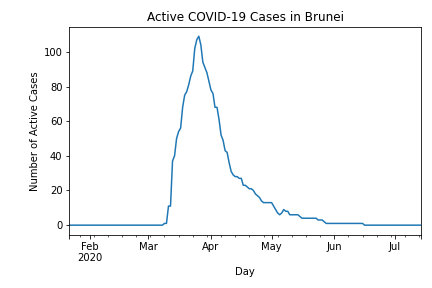 Active COVID-19 Cases in Brunei
Number of Active Cases
100
80
60
40
20
0
Feb
2020
Mar
Apr
May
Jun
Jul
Day